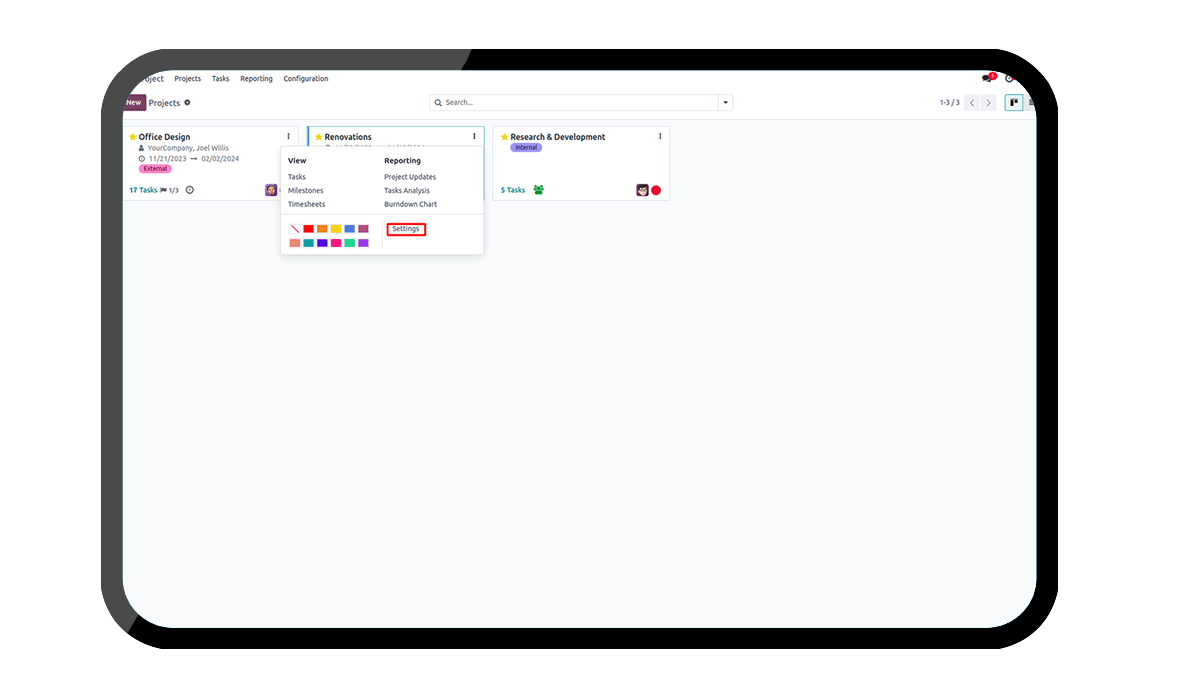 Project Projects Tasks Reporting Configuration
5
New Projects
Search...
1-3 / 3
Office Design
YourCompany, Joel Willis
11/21/2023 → 02/02/2024
External
17 Tasks 1/3
Renovations
View
Tasks
Milestones
Timesheets
Reporting
Project Updates
Tasks Analysis
Burndown Chart
Settings
Research & Development
Internal
5 Tasks